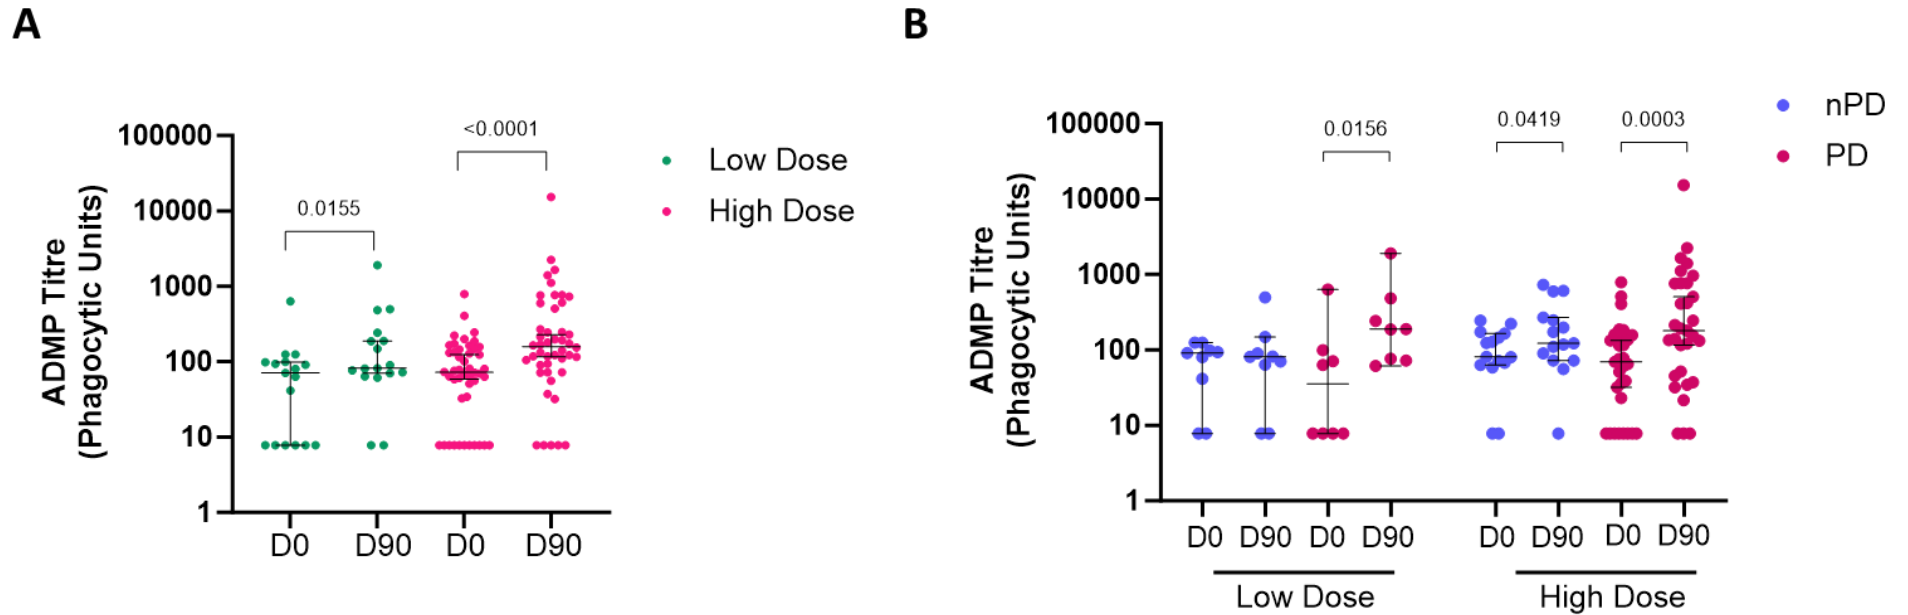 A
ADMP Titre
(Phagocytic Units)
100000
10000
1000
100
10
1
0.0155
<0.0001
D0 D90 D0 D90
Low Dose
High Dose
B
ADMP Titre
(Phagocytic Units)
100000
10000
1000
100
10
1
0.0156
0.0419
0.0003
D0 D90 D0 D90 D0 D90 D0 D90
Low Dose High Dose
nPD
PD